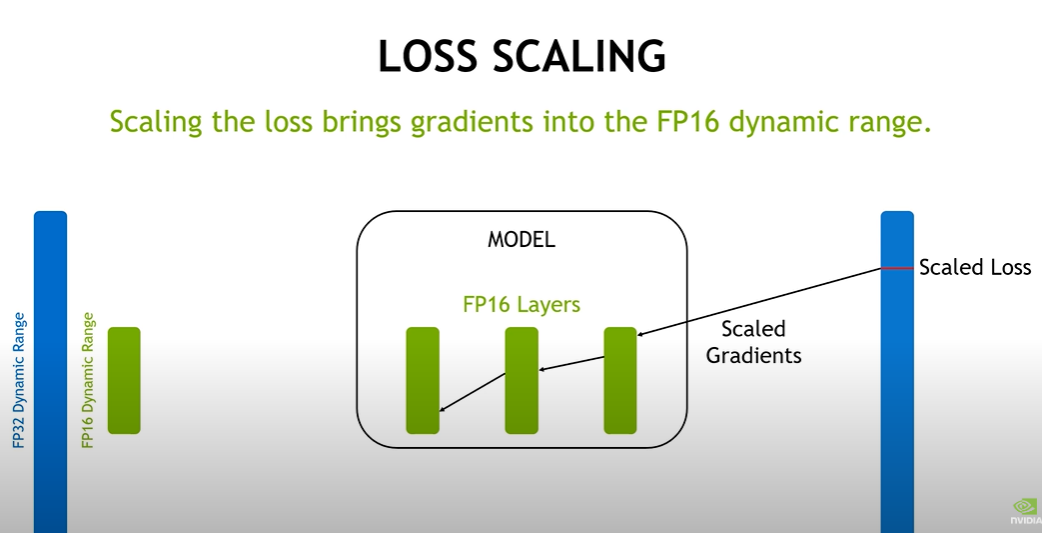 LOSS SCALING
Scaling the loss brings gradients into the FP16 dynamic range.
FP32 Dynamic Range
FP16 Dynamic Range
MODEL
FP16 Layers
Scaled Loss
Scaled
Gradients
NVIDIA